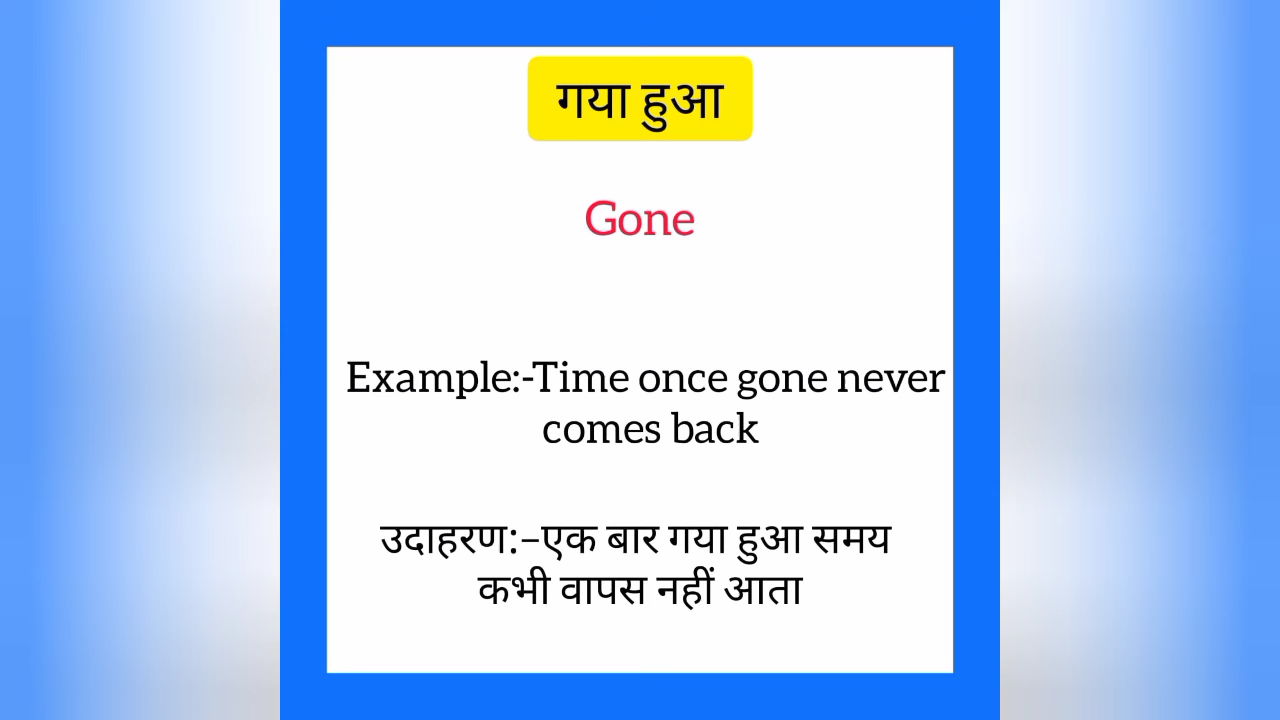 गया हुआ
Gone
Example:-Time once gone never
comes back
उदाहरण:–एक बार गया हुआ समय
कभी वापस नहीं आता